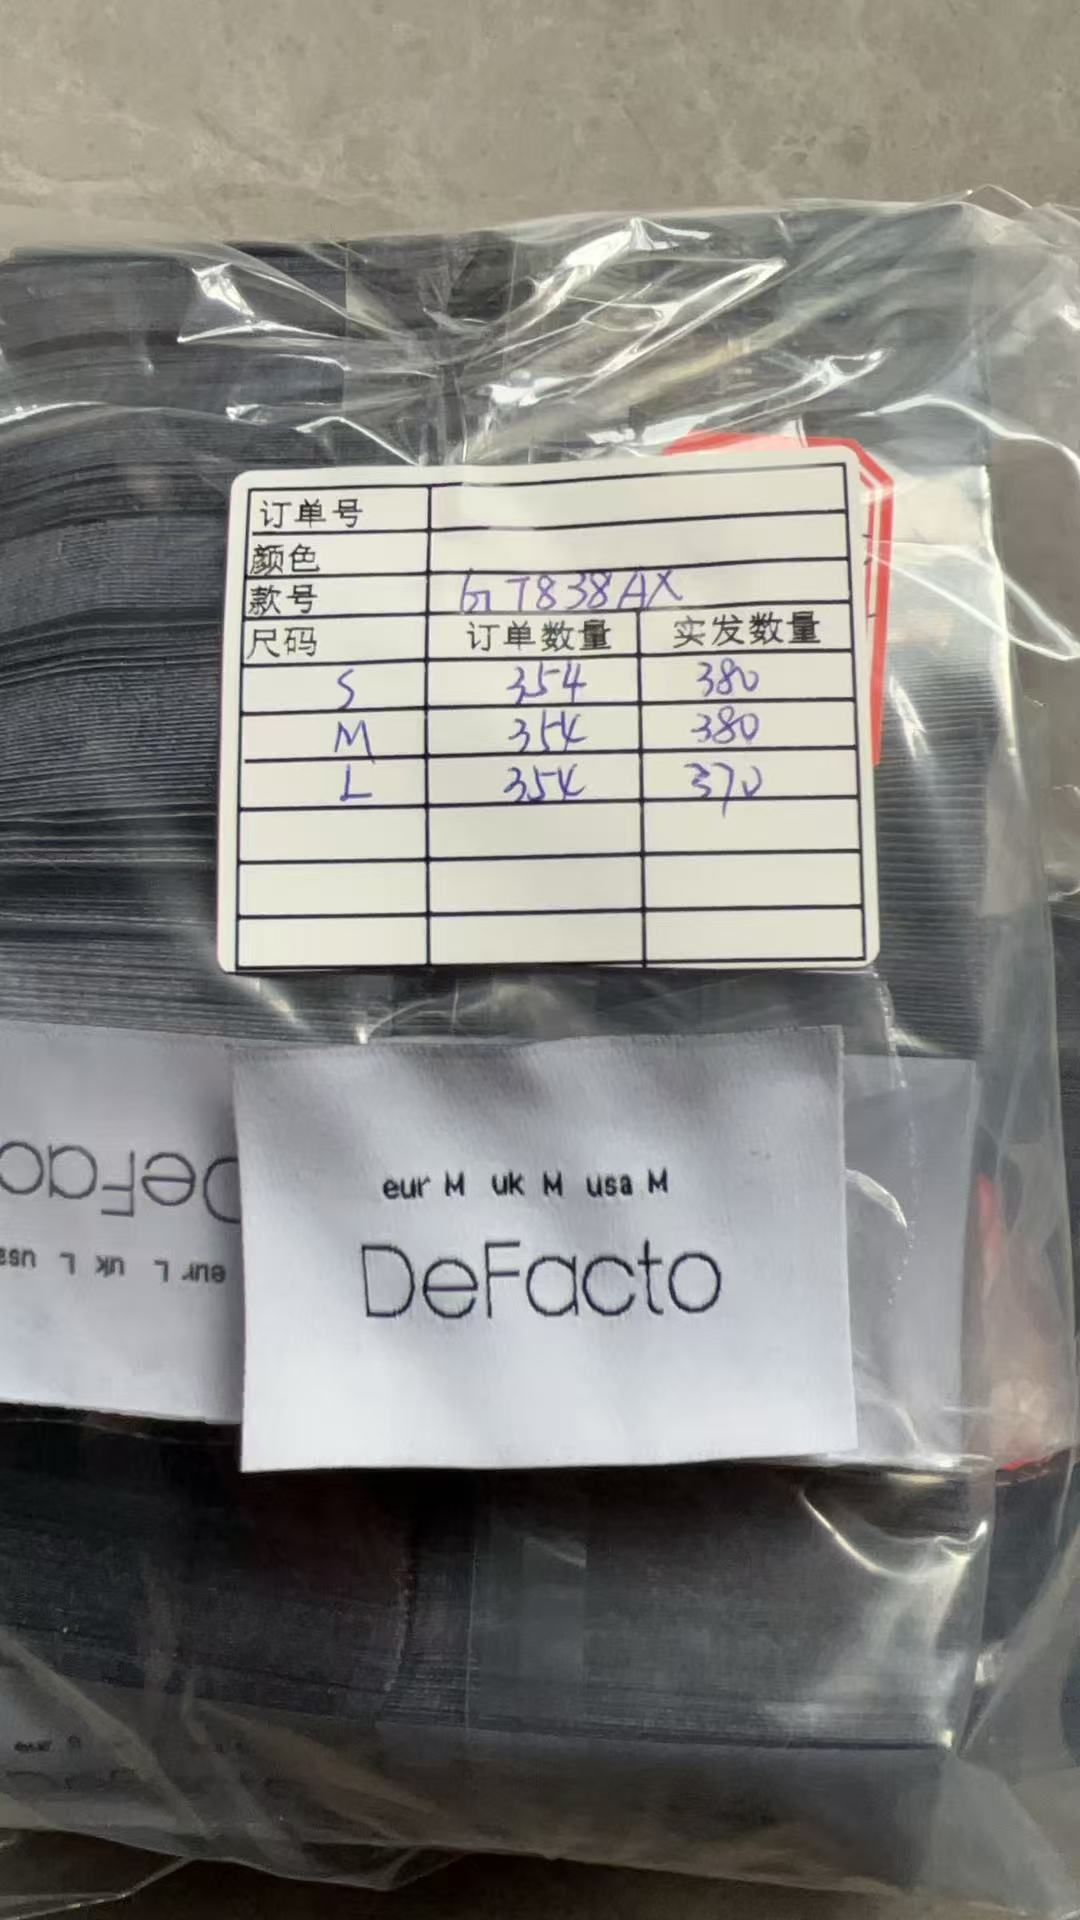 订单号
颜色
款号 GT838AX
尺码 订单数量 实发数量
S 354 380
M 354 380
L 354 370
eur M uk M usa M
DeFacto
DeFac
eur L uk L usa